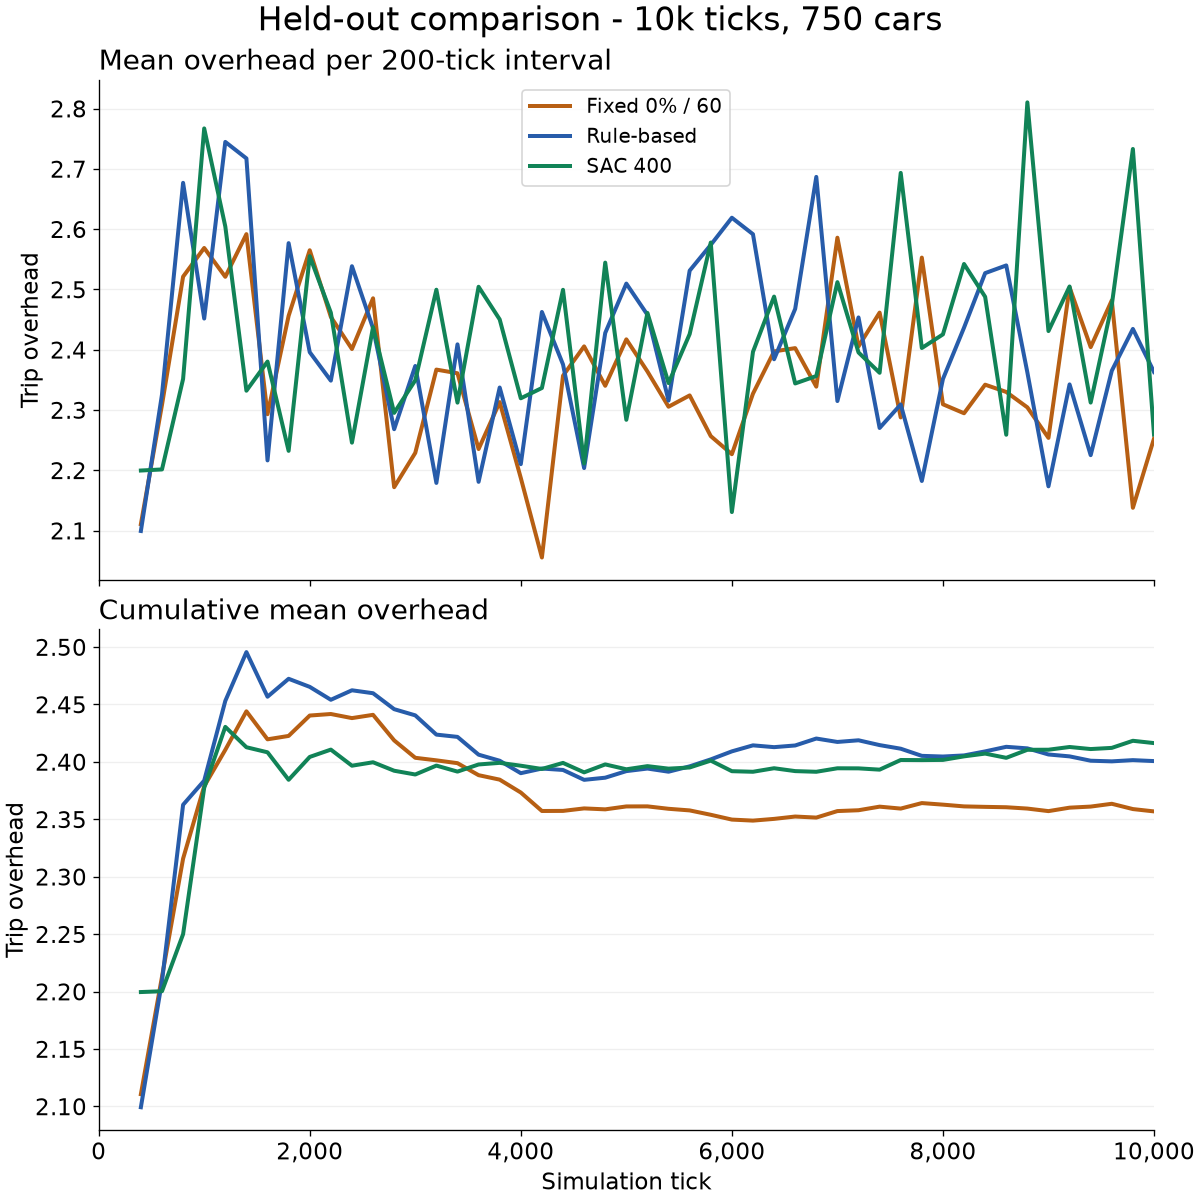 Held-out comparison - 10k ticks, 750 cars
Mean overhead per 200-tick interval
Fixed 0% / 60
Rule-based
SAC 400
Trip overhead
2.8
2.7
2.6
2.5
2.4
2.3
2.2
2.1
Cumulative mean overhead
Trip overhead
2.50
2.45
2.40
2.35
2.30
2.25
2.20
2.15
2.10
0 2,000 4,000 6,000 8,000 10,000
Simulation tick